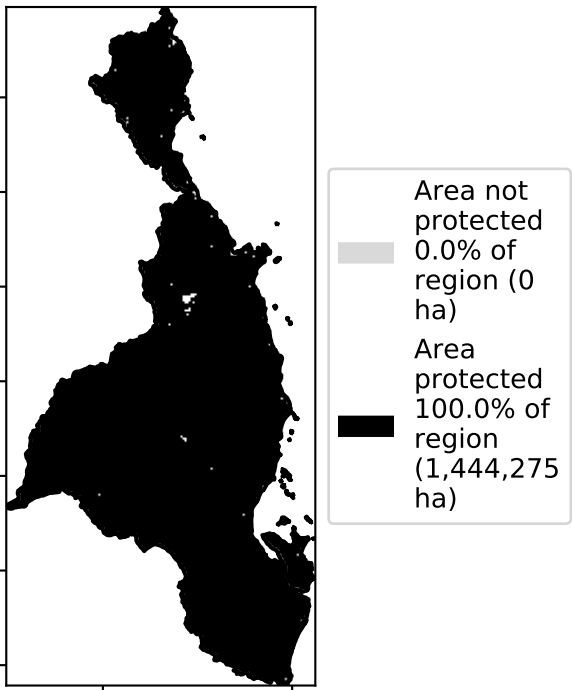 Area not
protected
0.0% of
region (0
ha)
Area
protected
100.0% of
region
(1,444,275
ha)